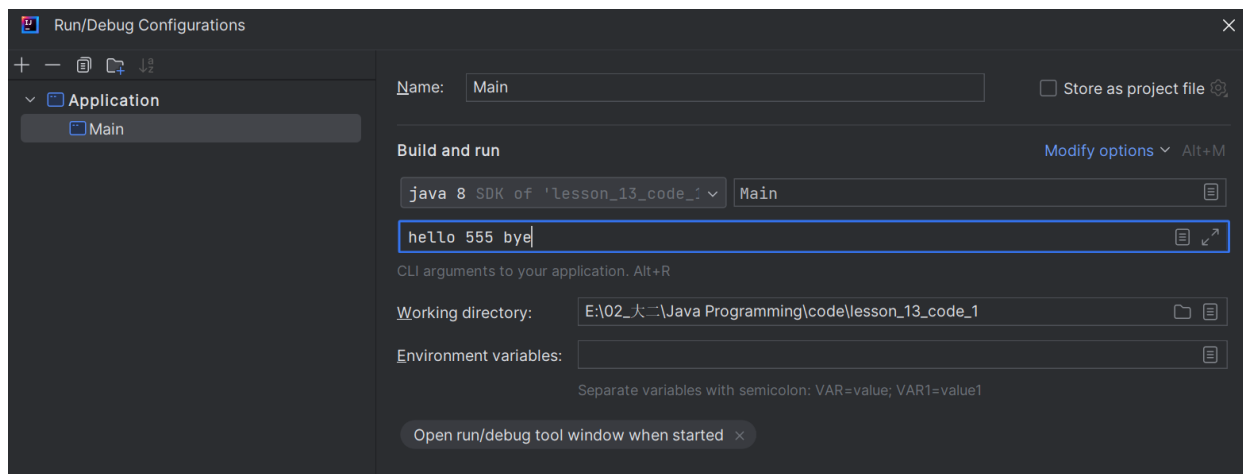 Run/Debug Configurations
Application
Main
Name: Main
Store as project file
Build and run
Modify options Alt+M
java 8 SDK of 'lesson_13_code_1 Main
hello 555 bye
CLI arguments to your application. Alt+R
Working directory: E:\02_大二\Java Programming\code\lesson_13_code_1
Environment variables:
Separate variables with semicolon: VAR=value; VAR1=value1
Open run/debug tool window when started